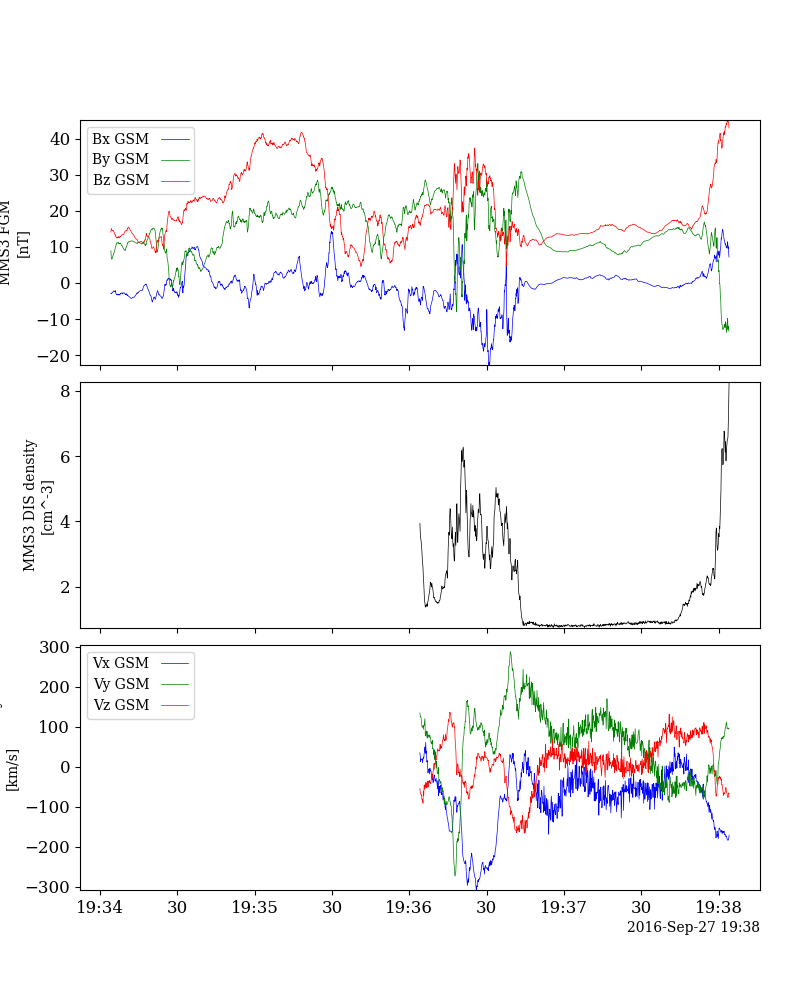 40
30
20
10
0
−10
−20
MMS3 FGM
[nT]
Bx GSM
By GSM
Bz GSM
8
6
4
2
MMS3 DIS density
[cm^-3]
300
200
100
0
−100
−200
−300
[km/s]
Vx GSM
Vy GSM
Vz GSM
19:34 30 19:35 30 19:36 30 19:37 30 19:38
2016-Sep-27 19:38